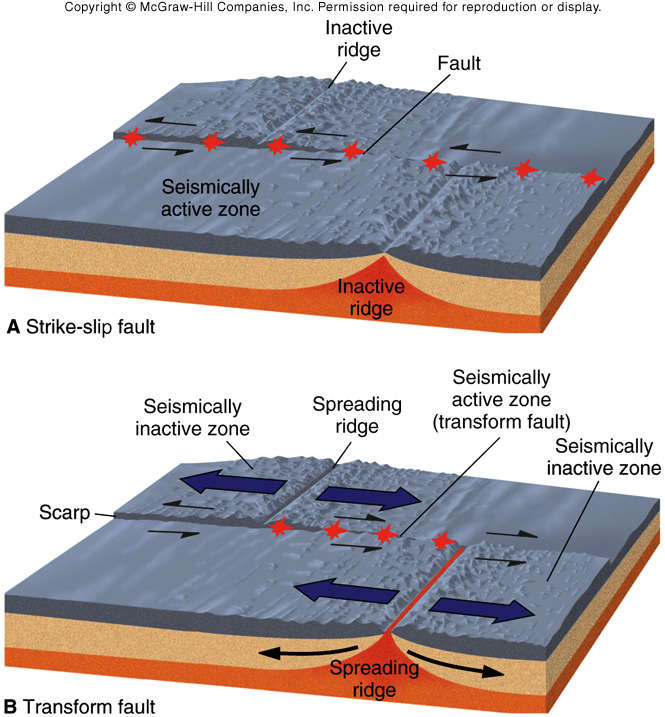 Copyright © McGraw-Hill Companies, Inc. Permission required for reproduction or display.
Inactive
ridge
Fault
Seismically
active zone
Inactive
ridge
A Strike-slip fault
Seismically
active zone
(transform fault)
Spreading
ridge
Seismically
inactive zone
Seismically
inactive zone
Scarp
Spreading
ridge
B Transform fault